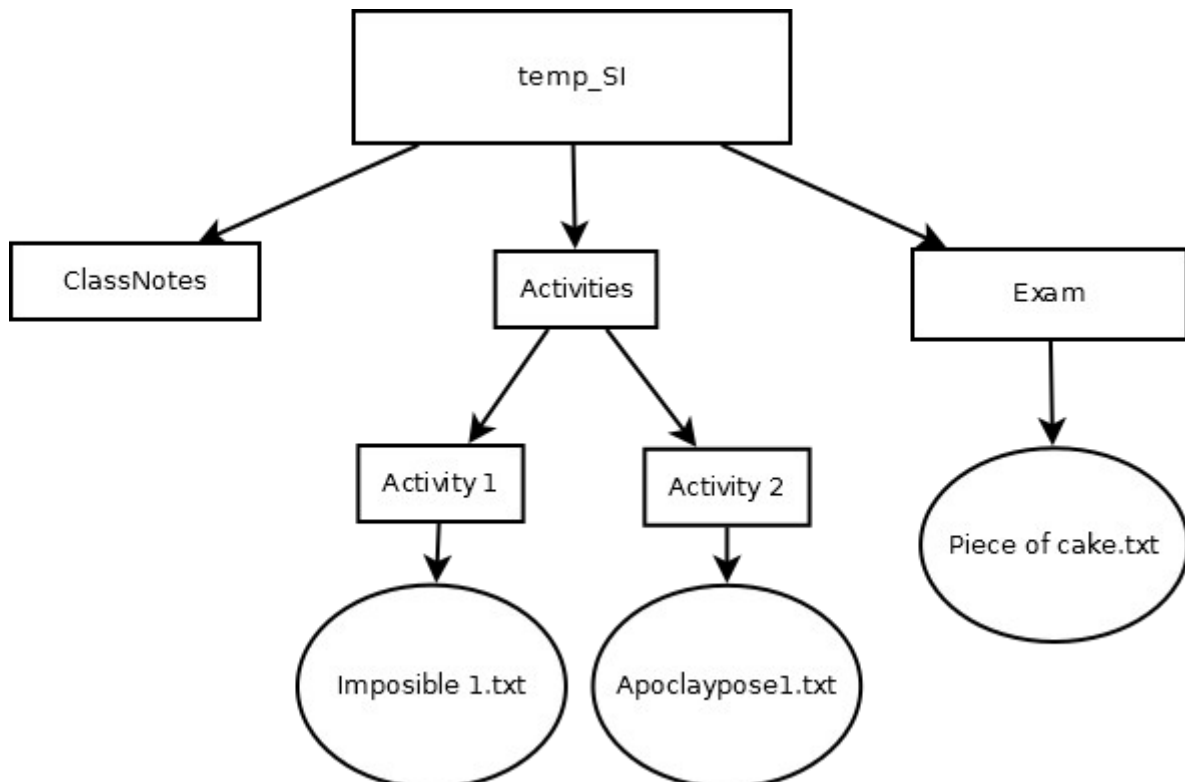 temp_SI
ClassNotes
Activities
Exam
Activity 1
Activity 2
Piece of cake.txt
Imposible 1.txt
Apoclaypose1.txt